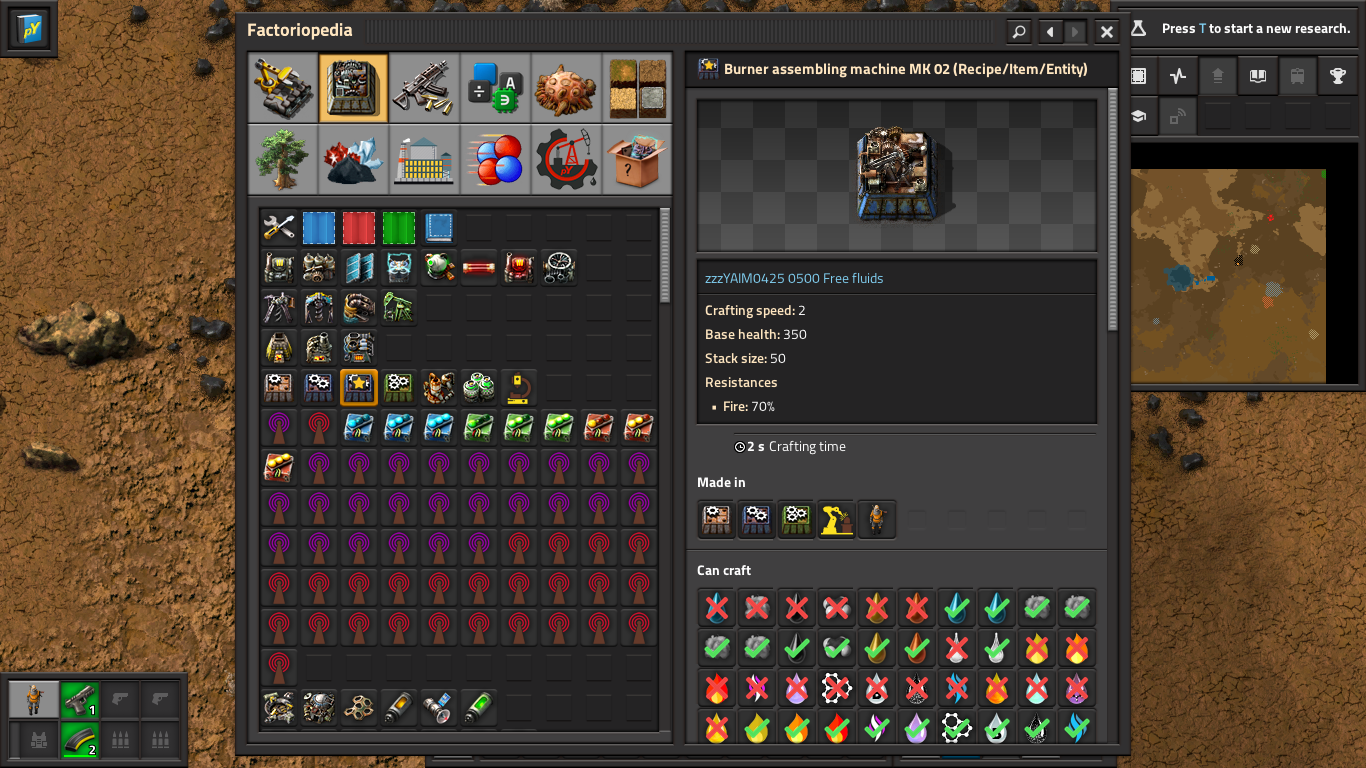 Factoriopedia
Press T to start a new research.
Burner assembling machine MK 02 (Recipe/Item/Entity)
zzzYAIM0425 0500 Free fluids
Crafting speed: 2
Base health: 350
Stack size: 50
Resistances
• Fire: 70%
2 s Crafting time
Made in
Can craft
1
2